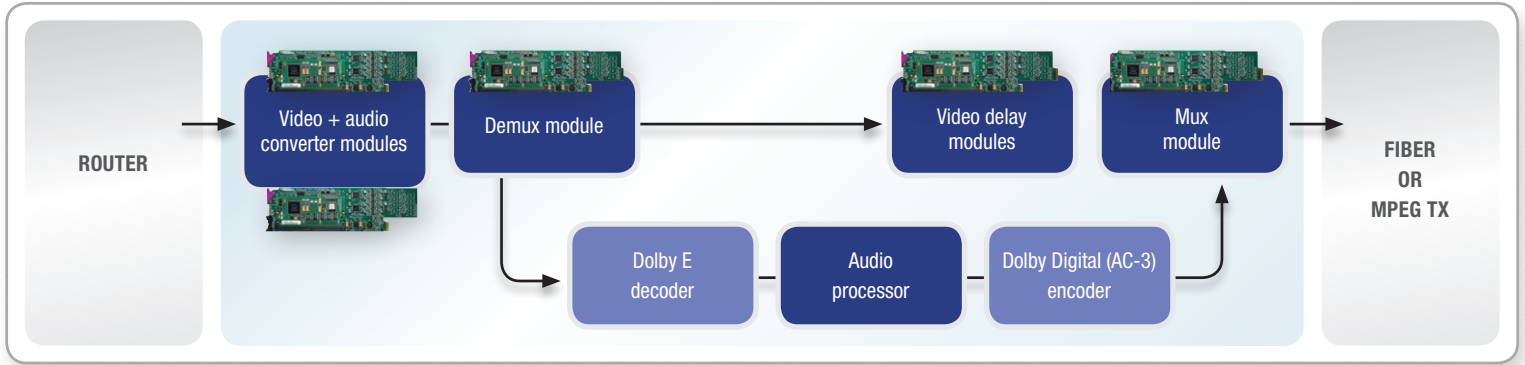 ROUTER
Video + audio
converter modules
Demux module
Video delay
modules
Mux
module
Dolby E
decoder
Audio
processor
Dolby Digital (AC-3)
encoder
FIBER
OR
MPEG TX